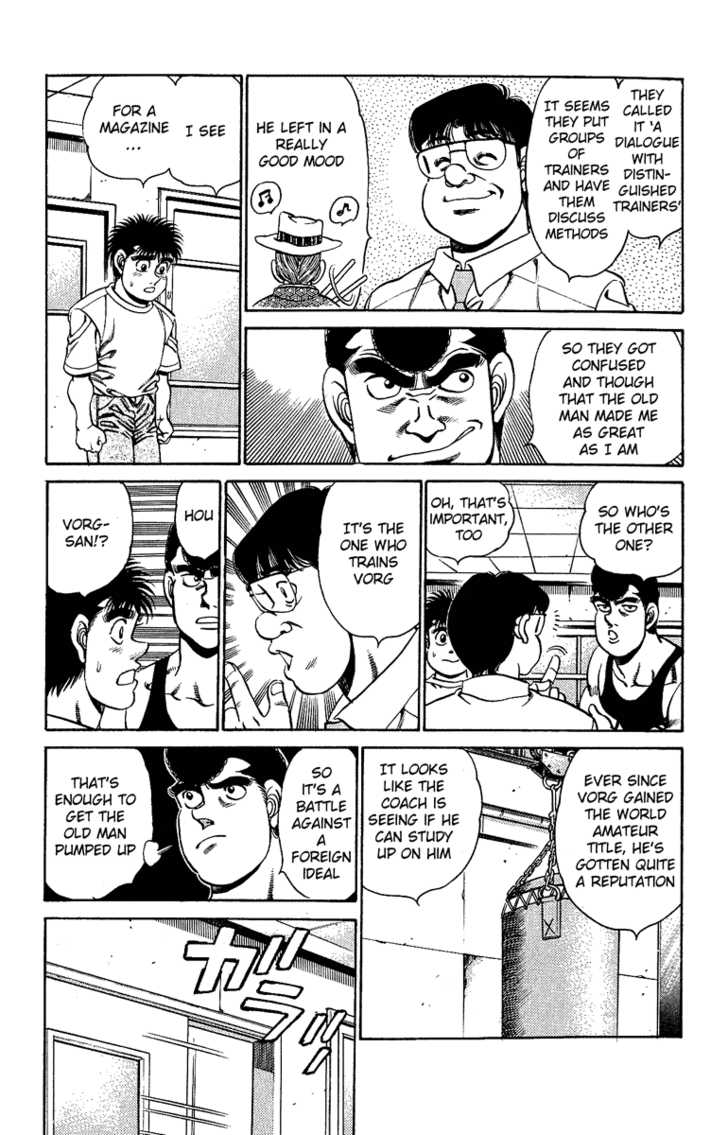 THEY
CALLED
IT 'A
DIALOGUE
WITH
DISTIN-
GUISHED
TRAINERS'
IT SEEMS
THEY PUT
GROUPS
OF
TRAINERS
AND HAVE
THEM
DISCUSS
METHODS
HE LEFT IN A
REALLY
GOOD MOOD
SO THEY GOT
CONFUSED
AND THOUGH
THAT THE OLD
MAN MADE ME
AS GREAT
AS I AM
I SEE
FOR A
MAGAZINE
...
SO WHO'S
THE OTHER
ONE?
OH, THAT'S
IMPORTANT,
TOO
IT'S THE
ONE WHO
TRAINS
VORG
HOU
VORG-
SAN!?
EVER SINCE
VORG GAINED
THE WORLD
AMATEUR
TITLE, HE'S
GOTTEN QUITE
A REPUTATION
IT LOOKS
LIKE THE
COACH IS
SEEING IF HE
CAN STUDY
UP ON HIM
SO
IT'S A
BATTLE
AGAINST
A
FOREIGN
IDEAL
THAT'S
ENOUGH TO
GET THE
OLD MAN
PUMPED UP
ガラッ!!